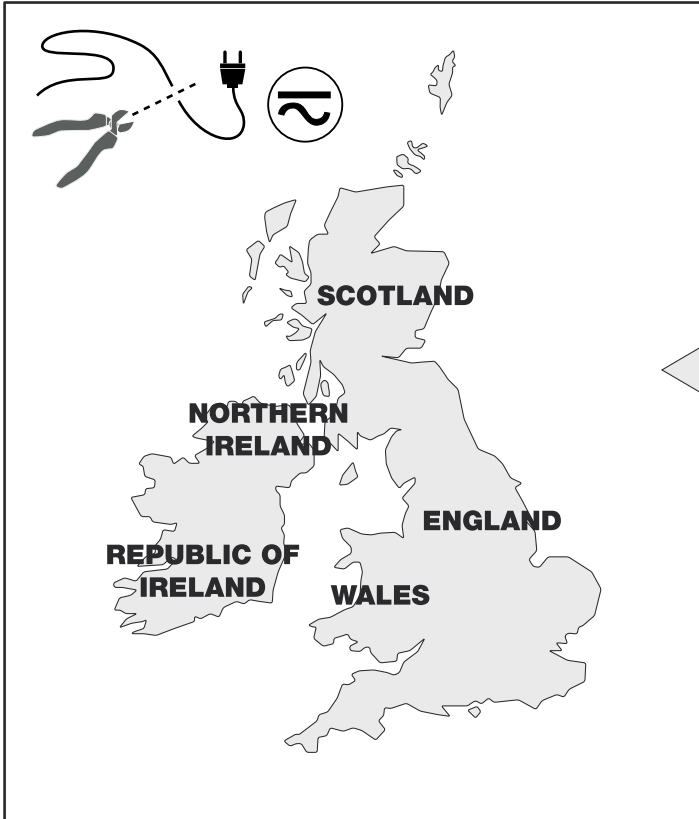 SCOTLAND
NORTHERN
IRELAND
ENGLAND
REPUBLIC OF
IRELAND
WALES